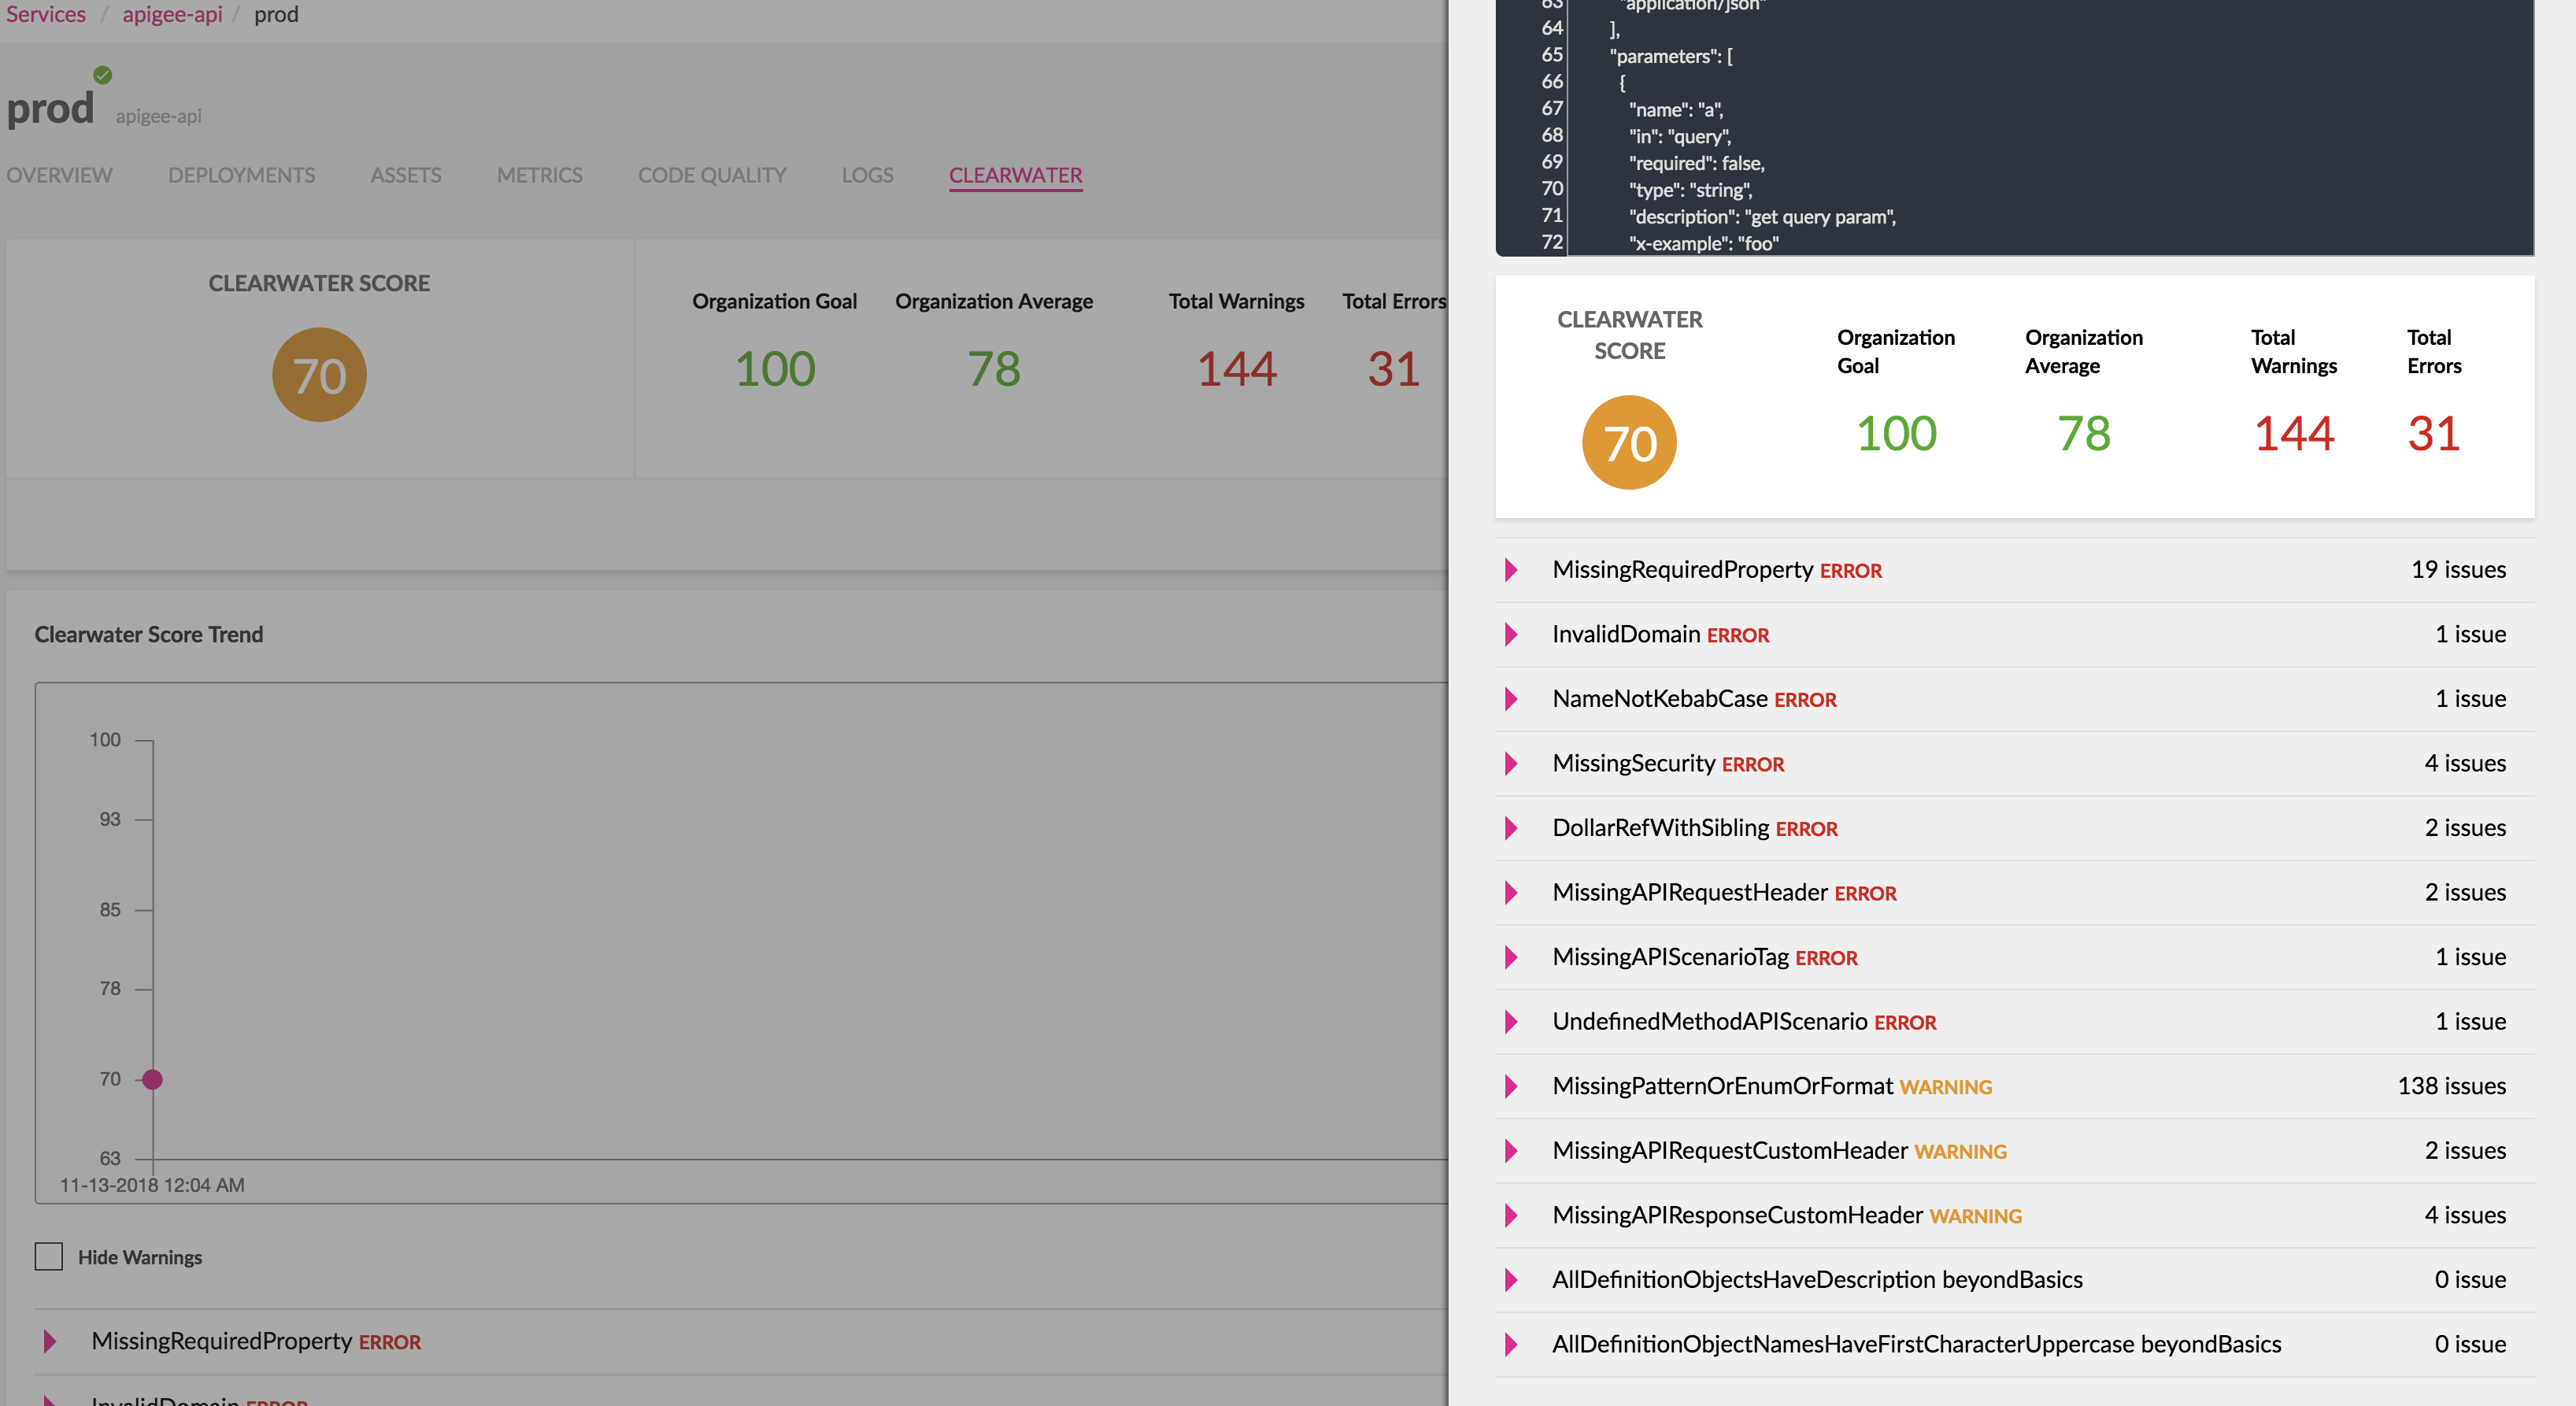 Services / apigee-api / prod
prod apigee-api
OVERVIEW DEPLOYMENTS ASSETS METRICS CODE QUALITY LOGS CLEARWATER
CLEARWATER SCORE
70
Organization Goal Organization Average Total Warnings Total Errors
100 78 144 31
Clearwater Score Trend
100
93
85
78
70
63
11-13-2018 12:04 AM
Hide Warnings
MissingRequiredProperty ERROR
InvalidDomain ERROR
63 "application/json"
64 ],
65 "parameters": [
66 {
67 "name": "a",
68 "in": "query",
69 "required": false,
70 "type": "string",
71 "description": "get query param",
72 "x-example": "foo"
CLEARWATER
SCORE
70
Organization
Goal
100
Organization
Average
78
Total
Warnings
144
Total
Errors
31
MissingRequiredProperty ERROR 19 issues
InvalidDomain ERROR 1 issue
NameNotKebabCase ERROR 1 issue
MissingSecurity ERROR 4 issues
DollarRefWithSibling ERROR 2 issues
MissingAPIRequestHeader ERROR 2 issues
MissingAPIScenarioTag ERROR 1 issue
UndefinedMethodAPIScenario ERROR 1 issue
MissingPatternOrEnumOrFormat WARNING 138 issues
MissingAPIRequestCustomHeader WARNING 2 issues
MissingAPIResponseCustomHeader WARNING 4 issues
AllDefinitionObjectsHaveDescription beyondBasics 0 issue
AllDefinitionObjectNamesHaveFirstCharacterUppercase beyondBasics 0 issue